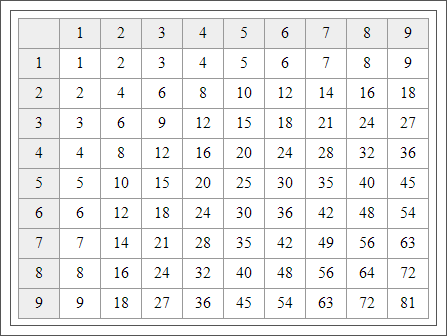 1 2 3 4 5 6 7 8 9
1 1 2 3 4 5 6 7 8 9
2 2 4 6 8 10 12 14 16 18
3 3 6 9 12 15 18 21 24 27
4 4 8 12 16 20 24 28 32 36
5 5 10 15 20 25 30 35 40 45
6 6 12 18 24 30 36 42 48 54
7 7 14 21 28 35 42 49 56 63
8 8 16 24 32 40 48 56 64 72
9 9 18 27 36 45 54 63 72 81